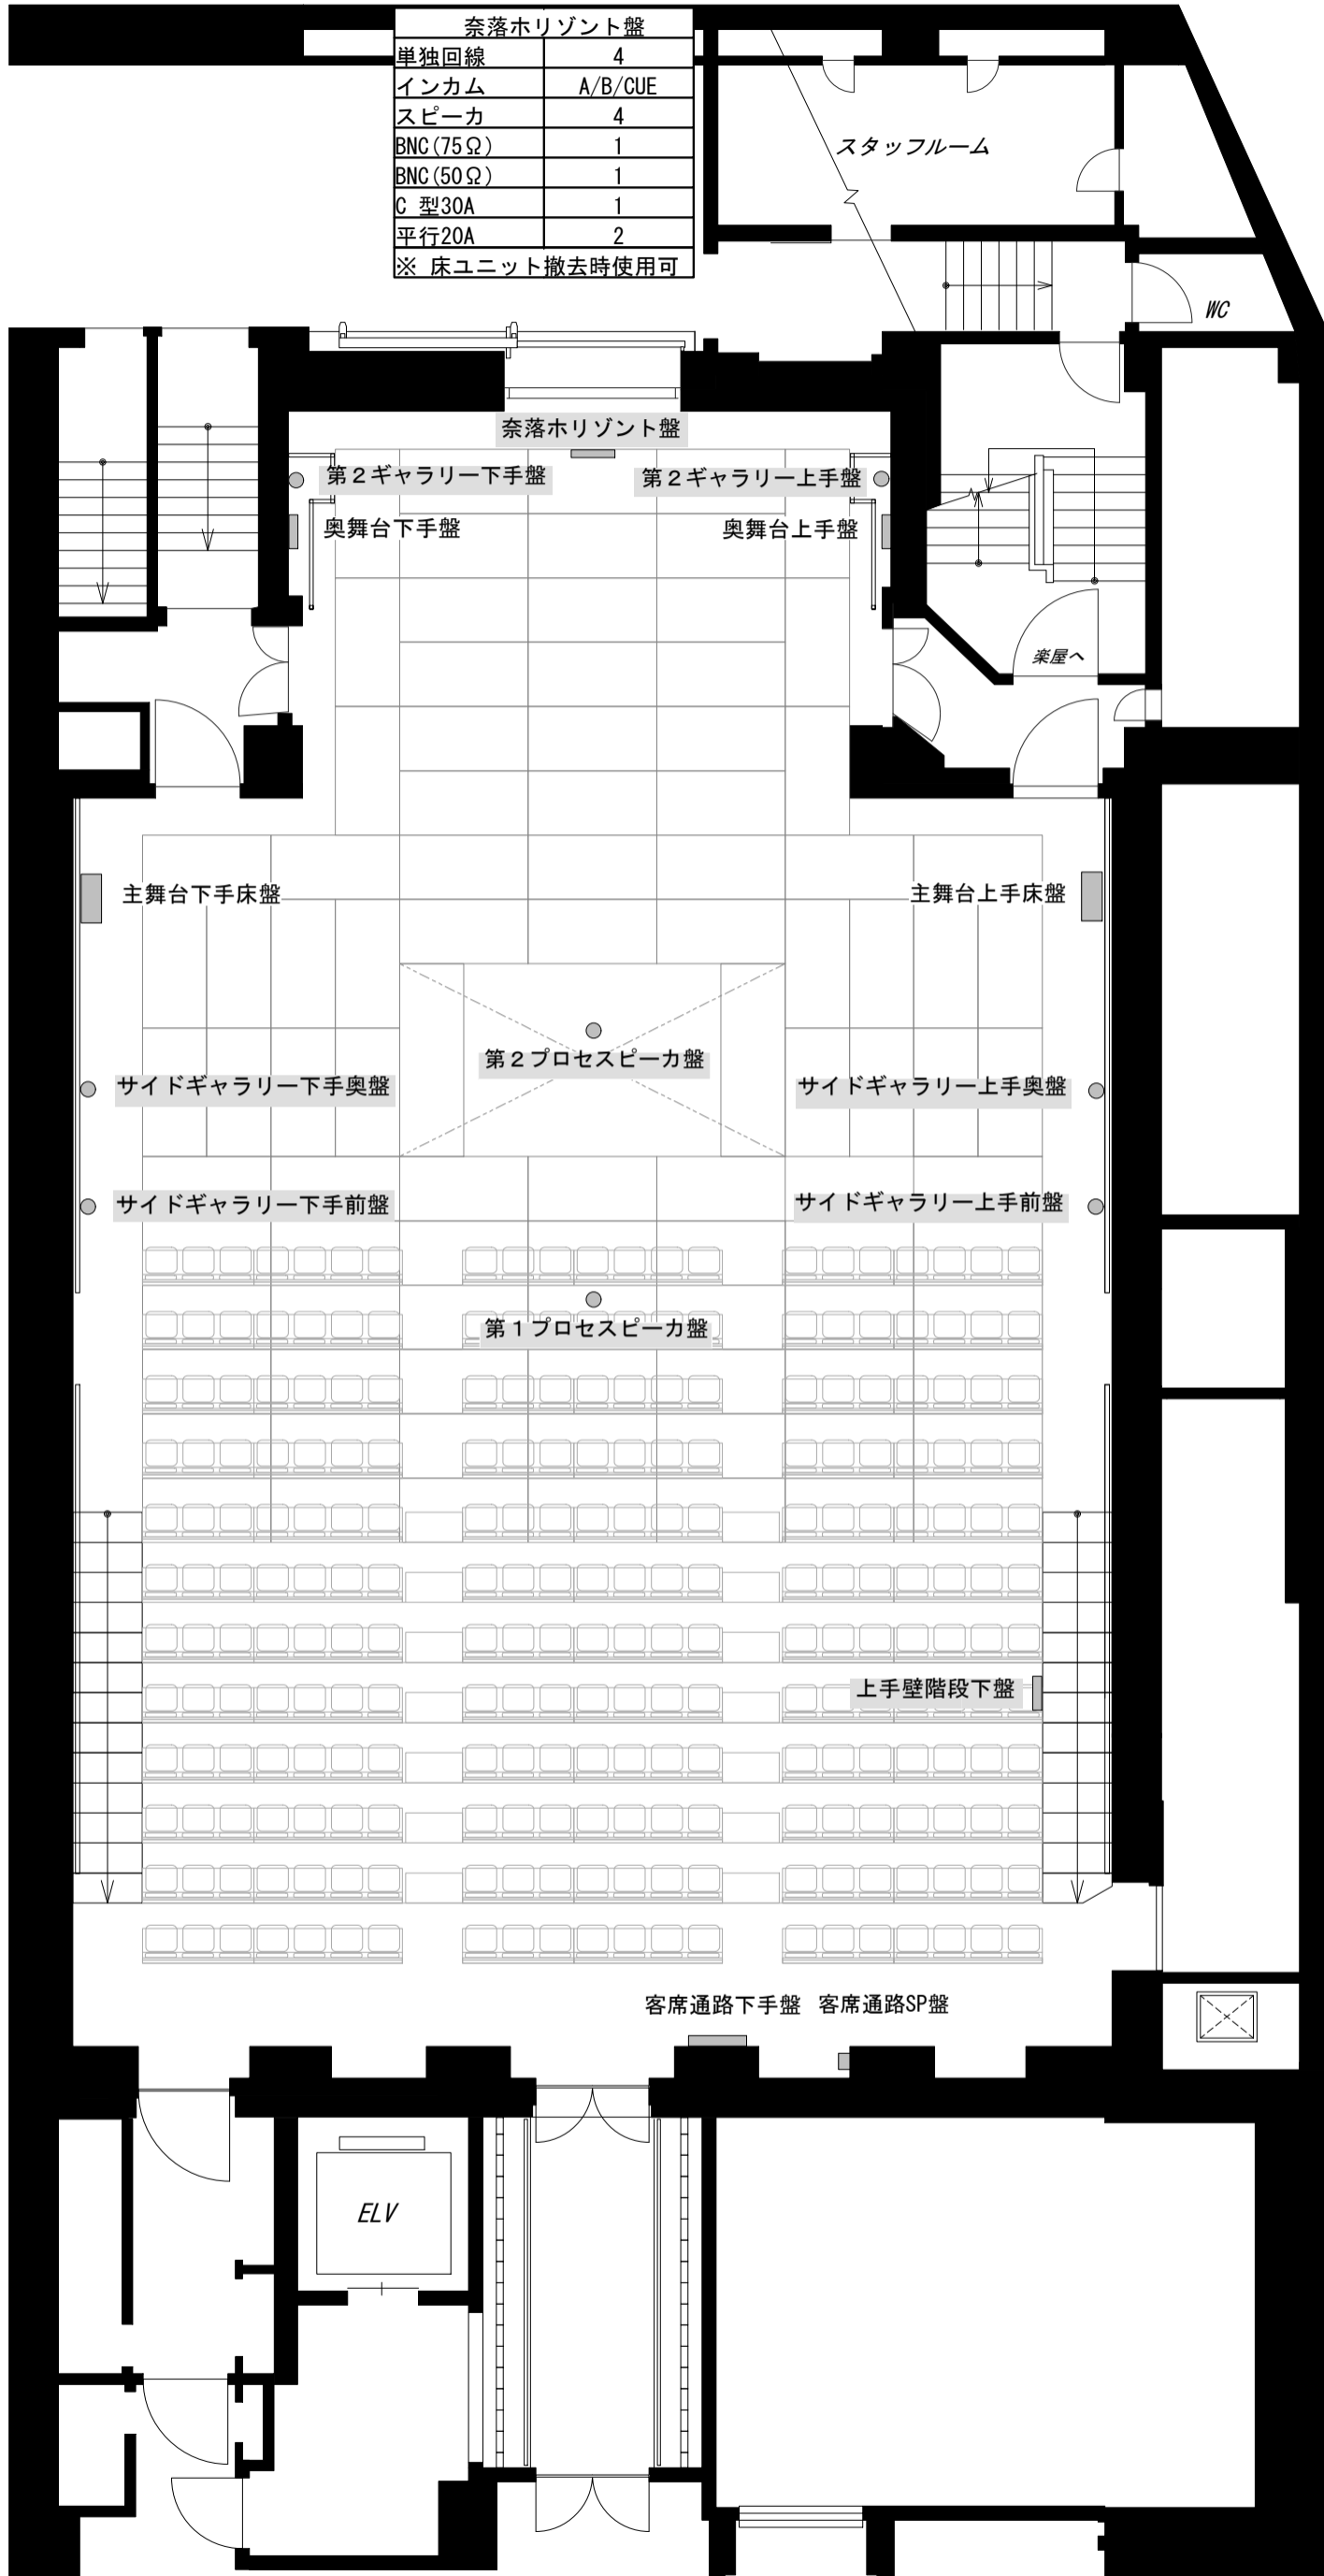 奈落ホリゾント盤
単独回線 4
インカム A/B/CUE
スピーカ 4
BNC(75Ω) 1
BNC(50Ω) 1
C 型30A 1
平行20A 2
※ 床ユニット撤去時使用可
スタッフルーム
WC
奈落ホリゾント盤
第2ギャラリー下手盤
第2ギャラリー上手盤
奥舞台下手盤
奥舞台上手盤
楽屋へ
主舞台下手床盤
主舞台上手床盤
第2プロセスピーカ盤
サイドギャラリー下手奥盤
サイドギャラリー上手奥盤
サイドギャラリー下手前盤
サイドギャラリー上手前盤
第1プロセスピーカ盤
上手壁階段下盤
客席通路下手盤 客席通路SP盤
ELV